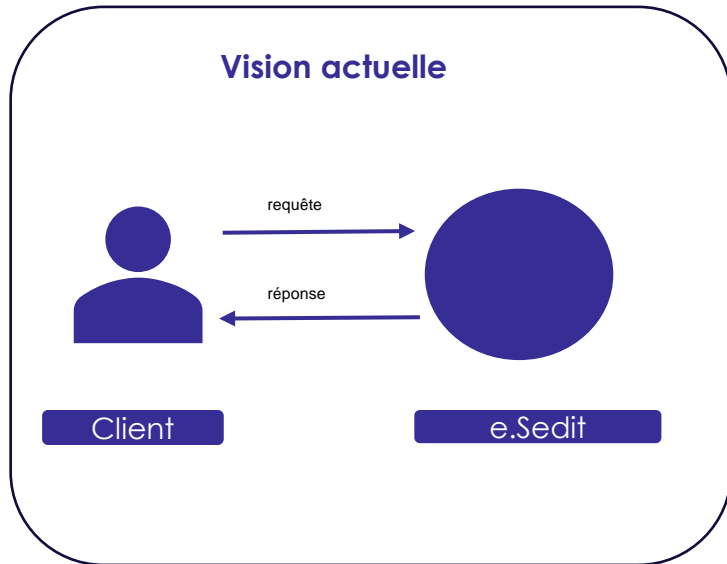 Vision actuelle
requête
réponse
Client
e.Sedit